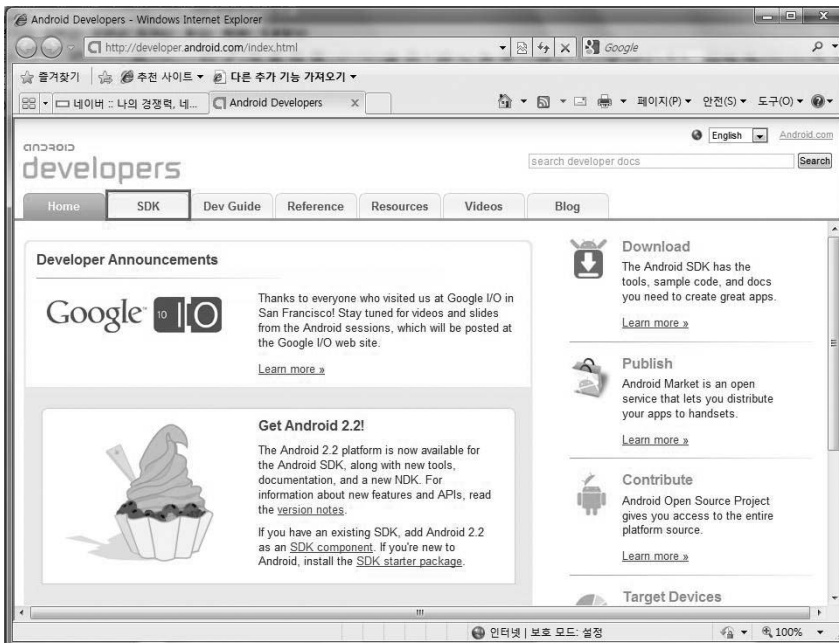 Android Developers - Windows Internet Explorer
http://developer.android.com/index.html
Google
즐겨찾기
추천 사이트
다른 추가 기능 가져오기
네이버 :: 나의 경쟁력, 네...
Android Developers
페이지(P)
안전(S)
도구(O)
English
Android.com
android
developers
search developer docs
Search
Home
SDK
Dev Guide
Reference
Resources
Videos
Blog
Developer Announcements
Google 10 IO
Thanks to everyone who visited us at Google I/O in
San Francisco! Stay tuned for videos and slides
from the Android sessions, which will be posted at
the Google I/O web site.
Learn more »
Get Android 2.2!
The Android 2.2 platform is now available for
the Android SDK, along with new tools,
documentation, and a new NDK. For
information about new features and APIs, read
the version notes.
If you have an existing SDK, add Android 2.2
as an SDK component. If you're new to
Android, install the SDK starter package.
Download
The Android SDK has the
tools, sample code, and docs
you need to create great apps.
Learn more »
Publish
Android Market is an open
service that lets you distribute
your apps to handsets.
Learn more »
Contribute
Android Open Source Project
gives you access to the entire
platform source.
Learn more »
Target Devices
인터넷 | 보호 모드: 설정
100%